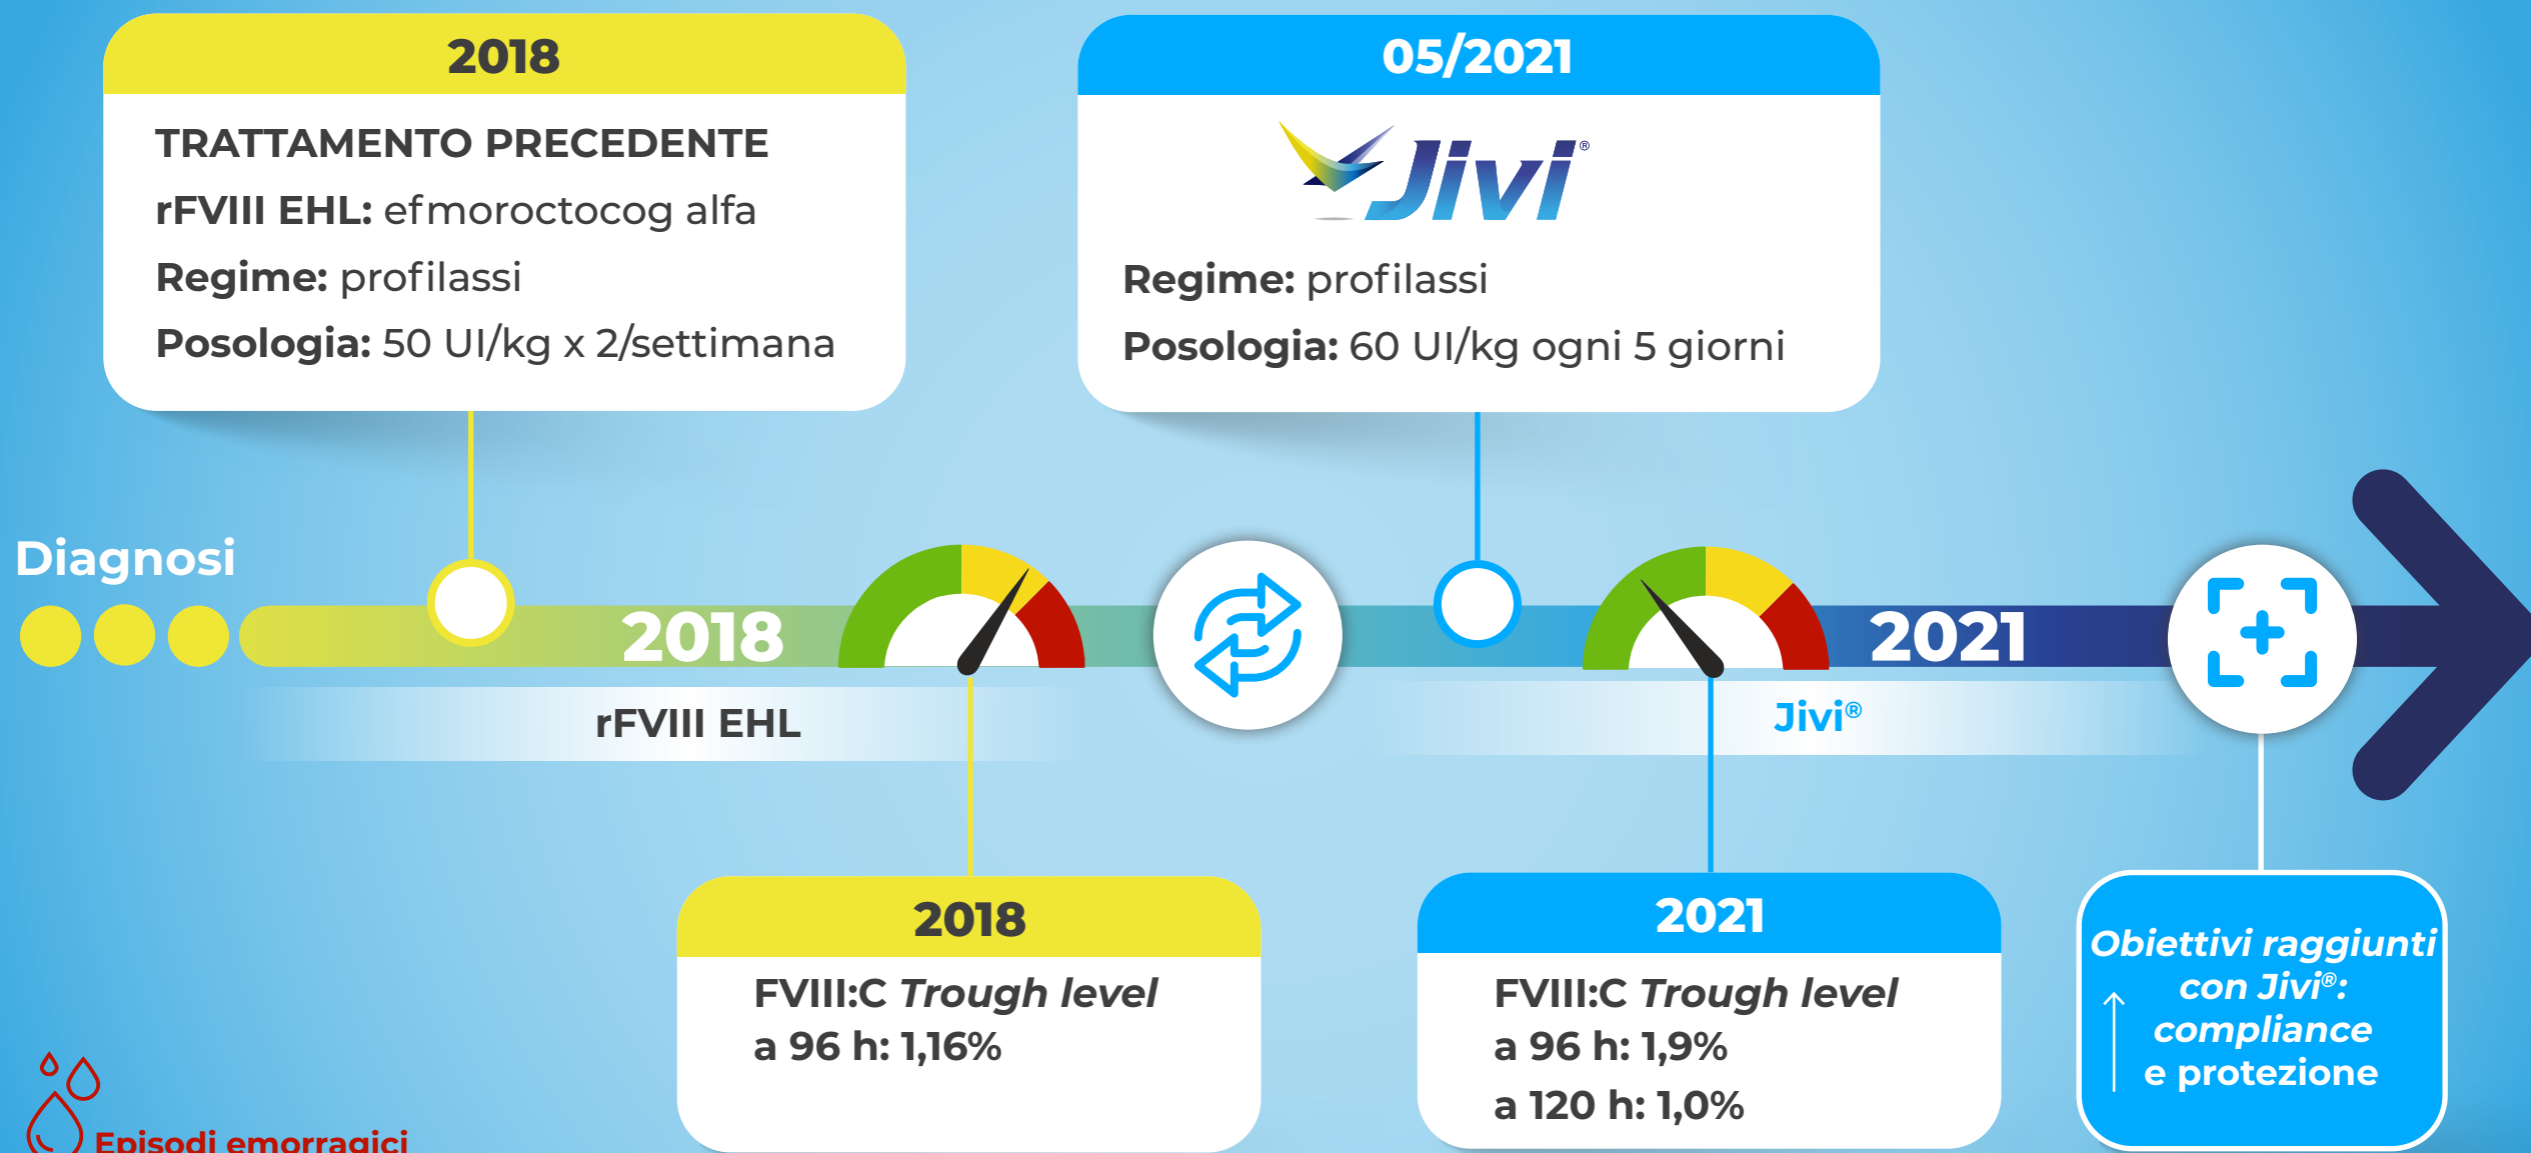 2018
TRATTAMENTO PRECEDENTE
rFVIII EHL: efmoroctocog alfa
Regime: profilassi
Posologia: 50 UI/kg x 2/settimana
05/2021
Jivi®
Regime: profilassi
Posologia: 60 UI/kg ogni 5 giorni
Diagnosi
2018
2021
rFVIII EHL
Jivi®
2018
FVIII:C Trough level
a 96 h: 1,16%
2021
FVIII:C Trough level
a 96 h: 1,9%
a 120 h: 1,0%
Obiettivi raggiunti
con Jivi®:
compliance
e protezione
Episodi emorragici